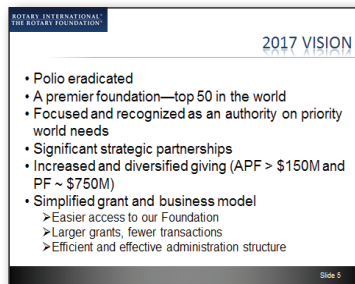 ROTARY INTERNATIONAL®
THE ROTARY FOUNDATION®
2017 VISION
• Polio eradicated
• A premier foundation—top 50 in the world
• Focused and recognized as an authority on priority
world needs
• Significant strategic partnerships
• Increased and diversified giving (APF > $150M and
PF ~ $750M)
• Simplified grant and business model
➢Easier access to our Foundation
➢Larger grants, fewer transactions
➢Efficient and effective administration structure
Slide 5